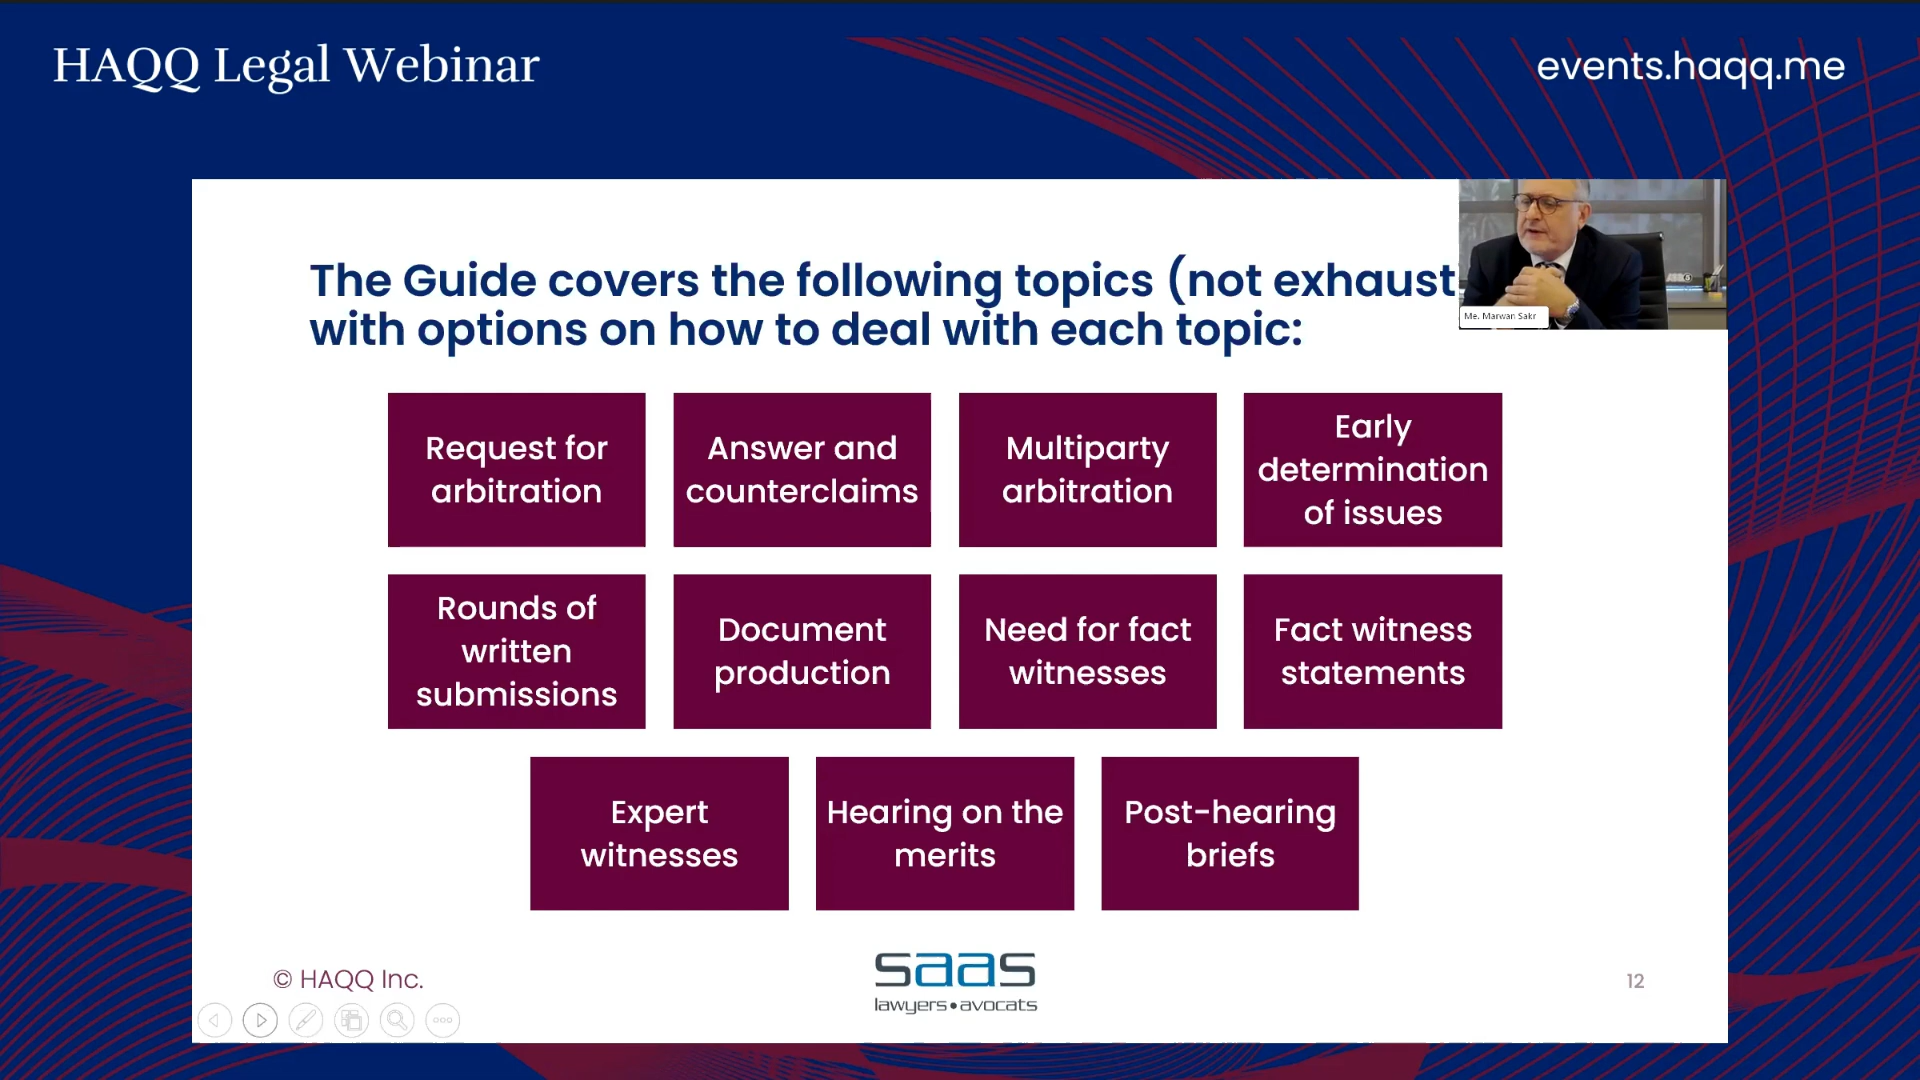 HAQQ Legal Webinar
events.haqq.me
The Guide covers the following topics (not exhaust
with options on how to deal with each topic:
Me. Marwan Sakr
Request for
arbitration
Answer and
counterclaims
Multiparty
arbitration
Early
determination
of issues
Rounds of
written
submissions
Document
production
Need for fact
witnesses
Fact witness
statements
Expert
witnesses
Hearing on the
merits
Post-hearing
briefs
© HAQQ Inc.
saas
lawyers•avocats
12